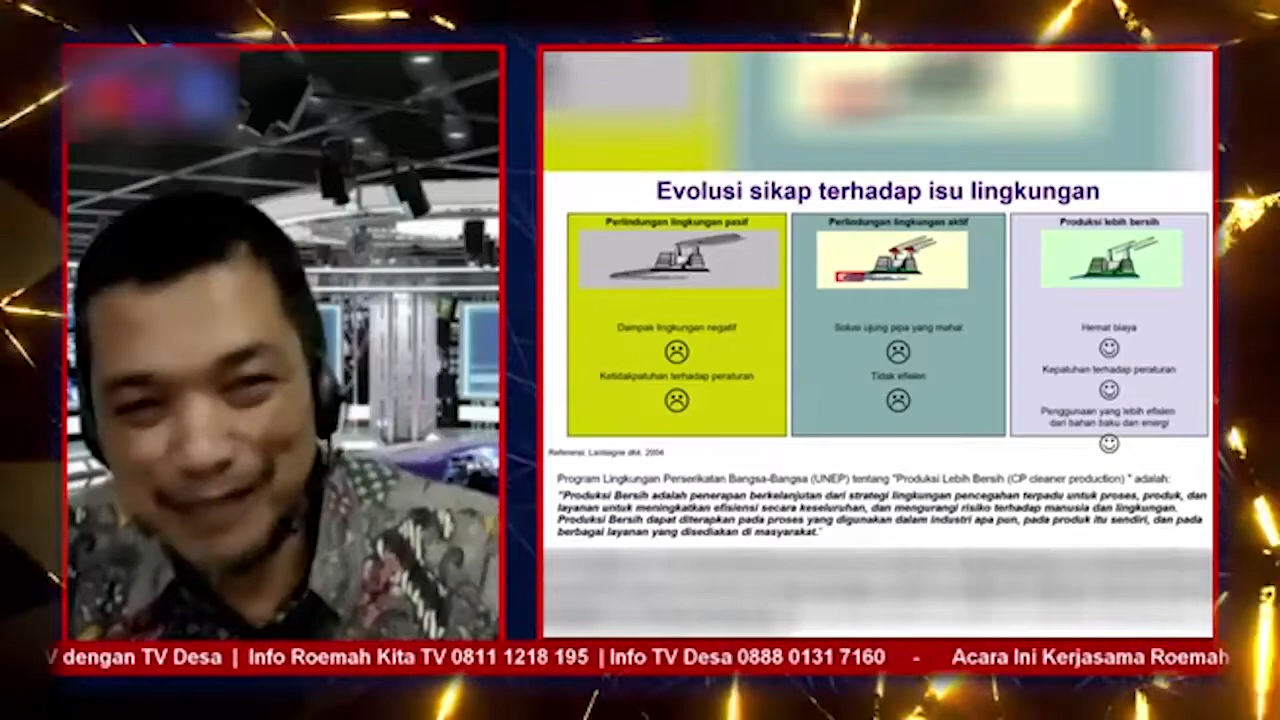 Evolusi sikap terhadap isu lingkungan
Perlindungan lingkungan pasif
Dampak lingkungan negatif
Ketidakpatuhan terhadap peraturan
Perlindungan lingkungan aktif
Solusi ujung pipa yang mahal
Tidak efisien
Produksi lebih bersih
Hemat biaya
Kepatuhan terhadap peraturan
Penggunaan yang lebih efisien
dari bahan baku dan energi
Referensi: dkk, 2004
Program Lingkungan Perserikatan Bangsa-Bangsa (UNEP) tentang "Produksi Lebih Bersih (CP cleaner production) " adalah:
"Produksi Bersih adalah penerapan berkelanjutan dari strategi lingkungan pencegahan terpadu untuk proses, produk, dan
layanan untuk meningkatkan efisiensi secara keseluruhan, dan mengurangi risiko terhadap manusia dan lingkungan.
Produksi Bersih dapat diterapkan pada proses yang digunakan dalam industri apa pun, pada produk itu sendiri, dan pada
berbagai layanan yang disediakan di masyarakat."
V dengan TV Desa | Info Roemah Kita TV 0811 1218 195 | Info TV Desa 0888 0131 7160 - Acara Ini Kerjasama Roemah